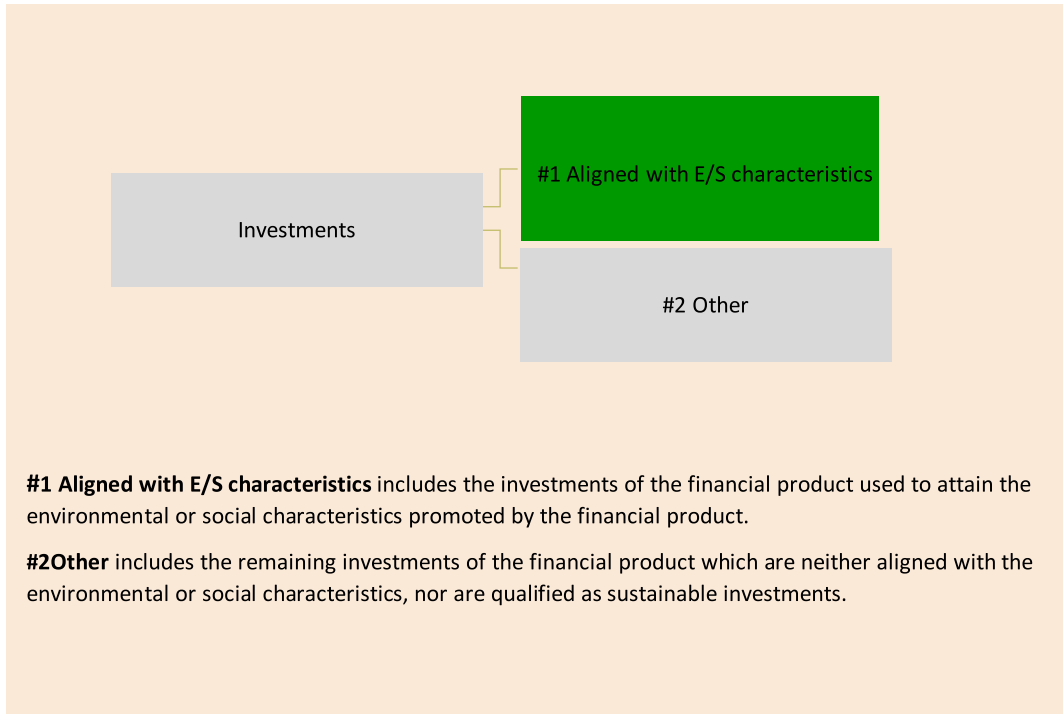 #1 Aligned with E/S characteristics
Investments
#2 Other
#1 Aligned with E/S characteristics includes the investments of the financial product used to attain the
environmental or social characteristics promoted by the financial product.
#2Other includes the remaining investments of the financial product which are neither aligned with the
environmental or social characteristics, nor are qualified as sustainable investments.